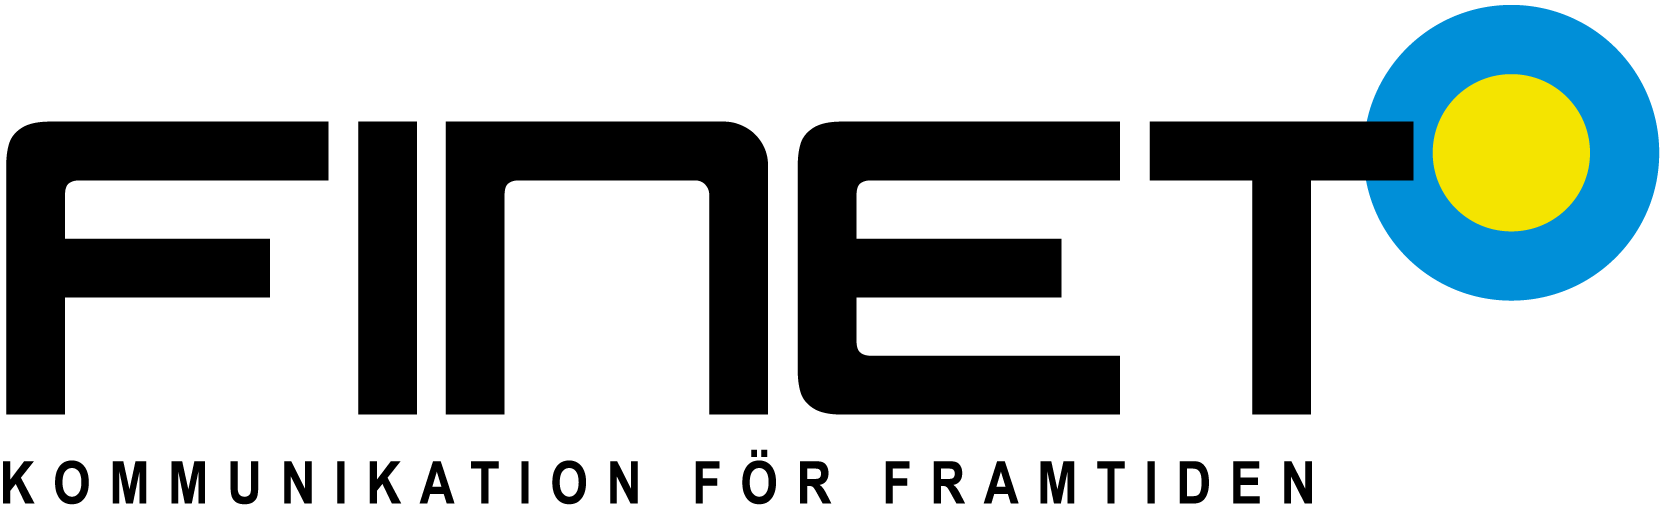 FINET
KOMMUNIKATION FÖR FRAMTIDEN